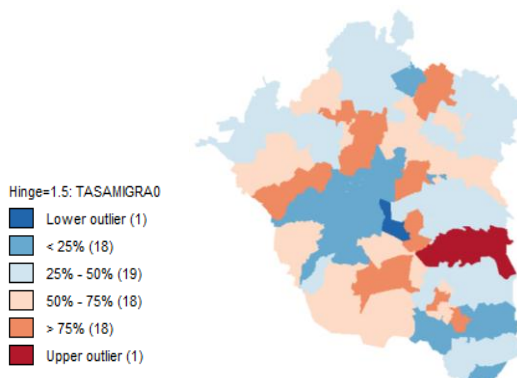 Hinge=1.5: TASAMIGRA0
Lower outlier (1)
< 25% (18)
25% - 50% (19)
50% - 75% (18)
> 75% (18)
Upper outlier (1)